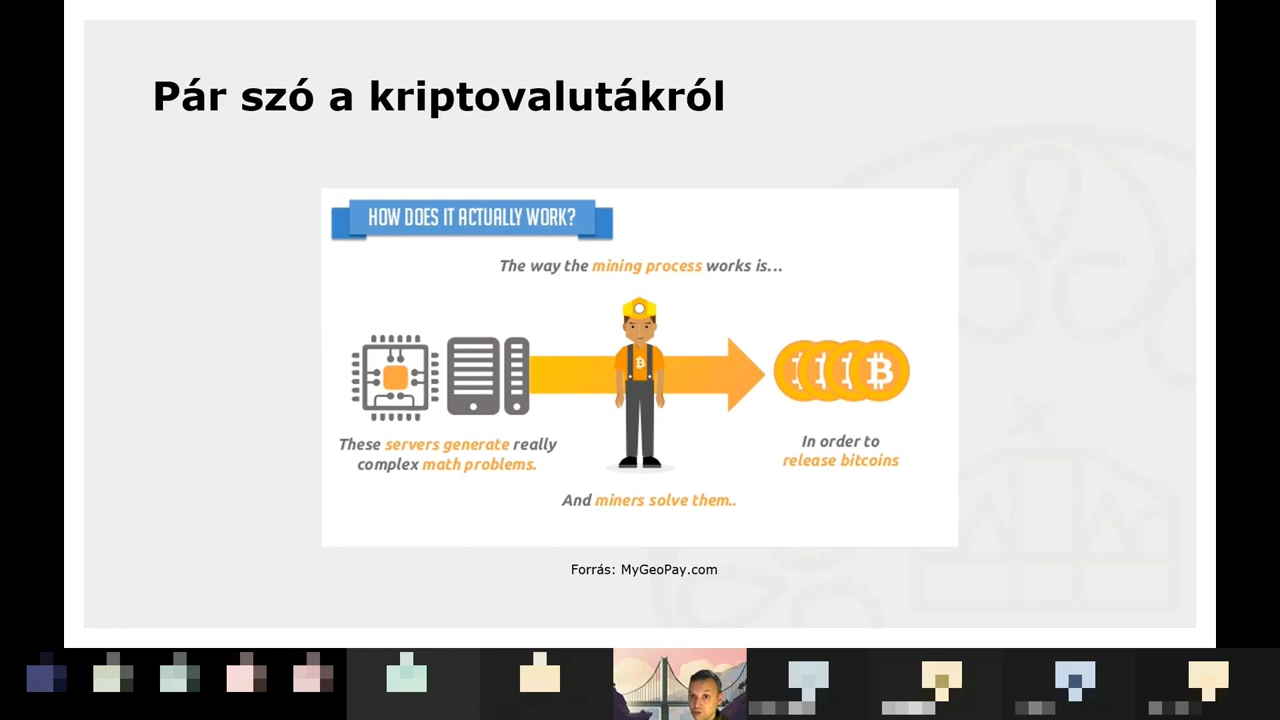 Pár szó a kriptovalutákról
HOW DOES IT ACTUALLY WORK?
The way the mining process works is...
These servers generate really
complex math problems.
And miners solve them..
In order to
release bitcoins
Forrás: MyGeoPay.com